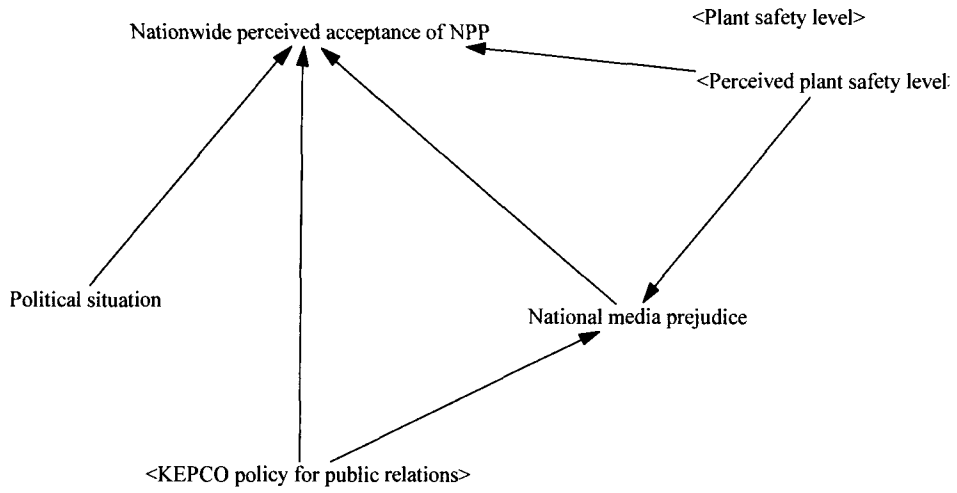 <Plant safety level>
Nationwide perceived acceptance of NPP
<Perceived plant safety level
Political situation
National media prejudice
<KEPCO policy for public relations>